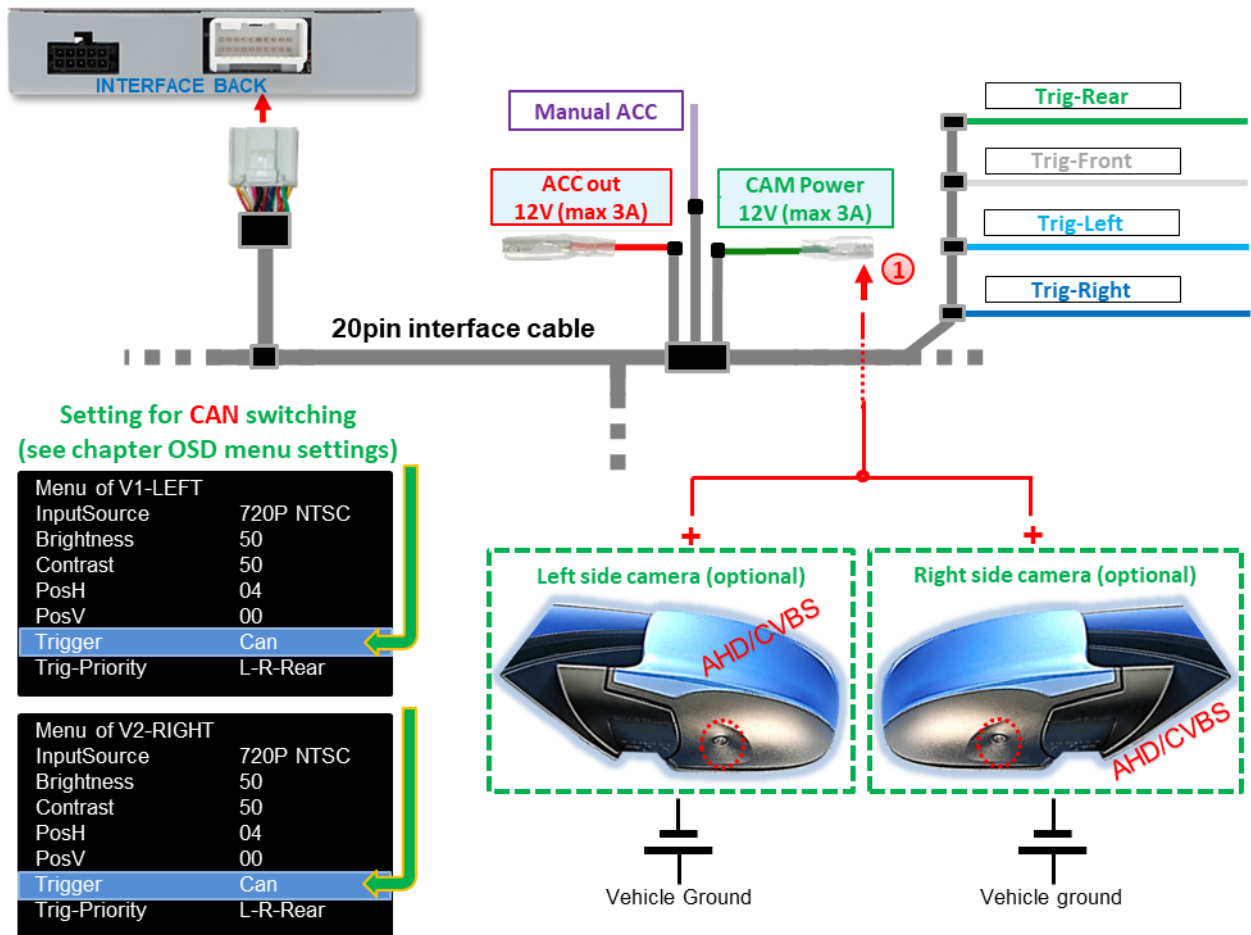 INTERFACE BACK
Manual ACC
ACC out
12V (max 3A)
CAM Power
12V (max 3A)
Trig-Rear
Trig-Front
Trig-Left
Trig-Right
1
20pin interface cable
Setting for CAN switching
(see chapter OSD menu settings)
Menu of V1-LEFT
InputSource 720P NTSC
Brightness 50
Contrast 50
PosH 04
PosV 00
Trigger Can
Trig-Priority L-R-Rear
Menu of V2-RIGHT
InputSource 720P NTSC
Brightness 50
Contrast 50
PosH 04
PosV 00
Trigger Can
Trig-Priority L-R-Rear
+
+
Left side camera (optional)
AHD/CVBS
Right side camera (optional)
AHD/CVBS
Vehicle Ground
Vehicle ground